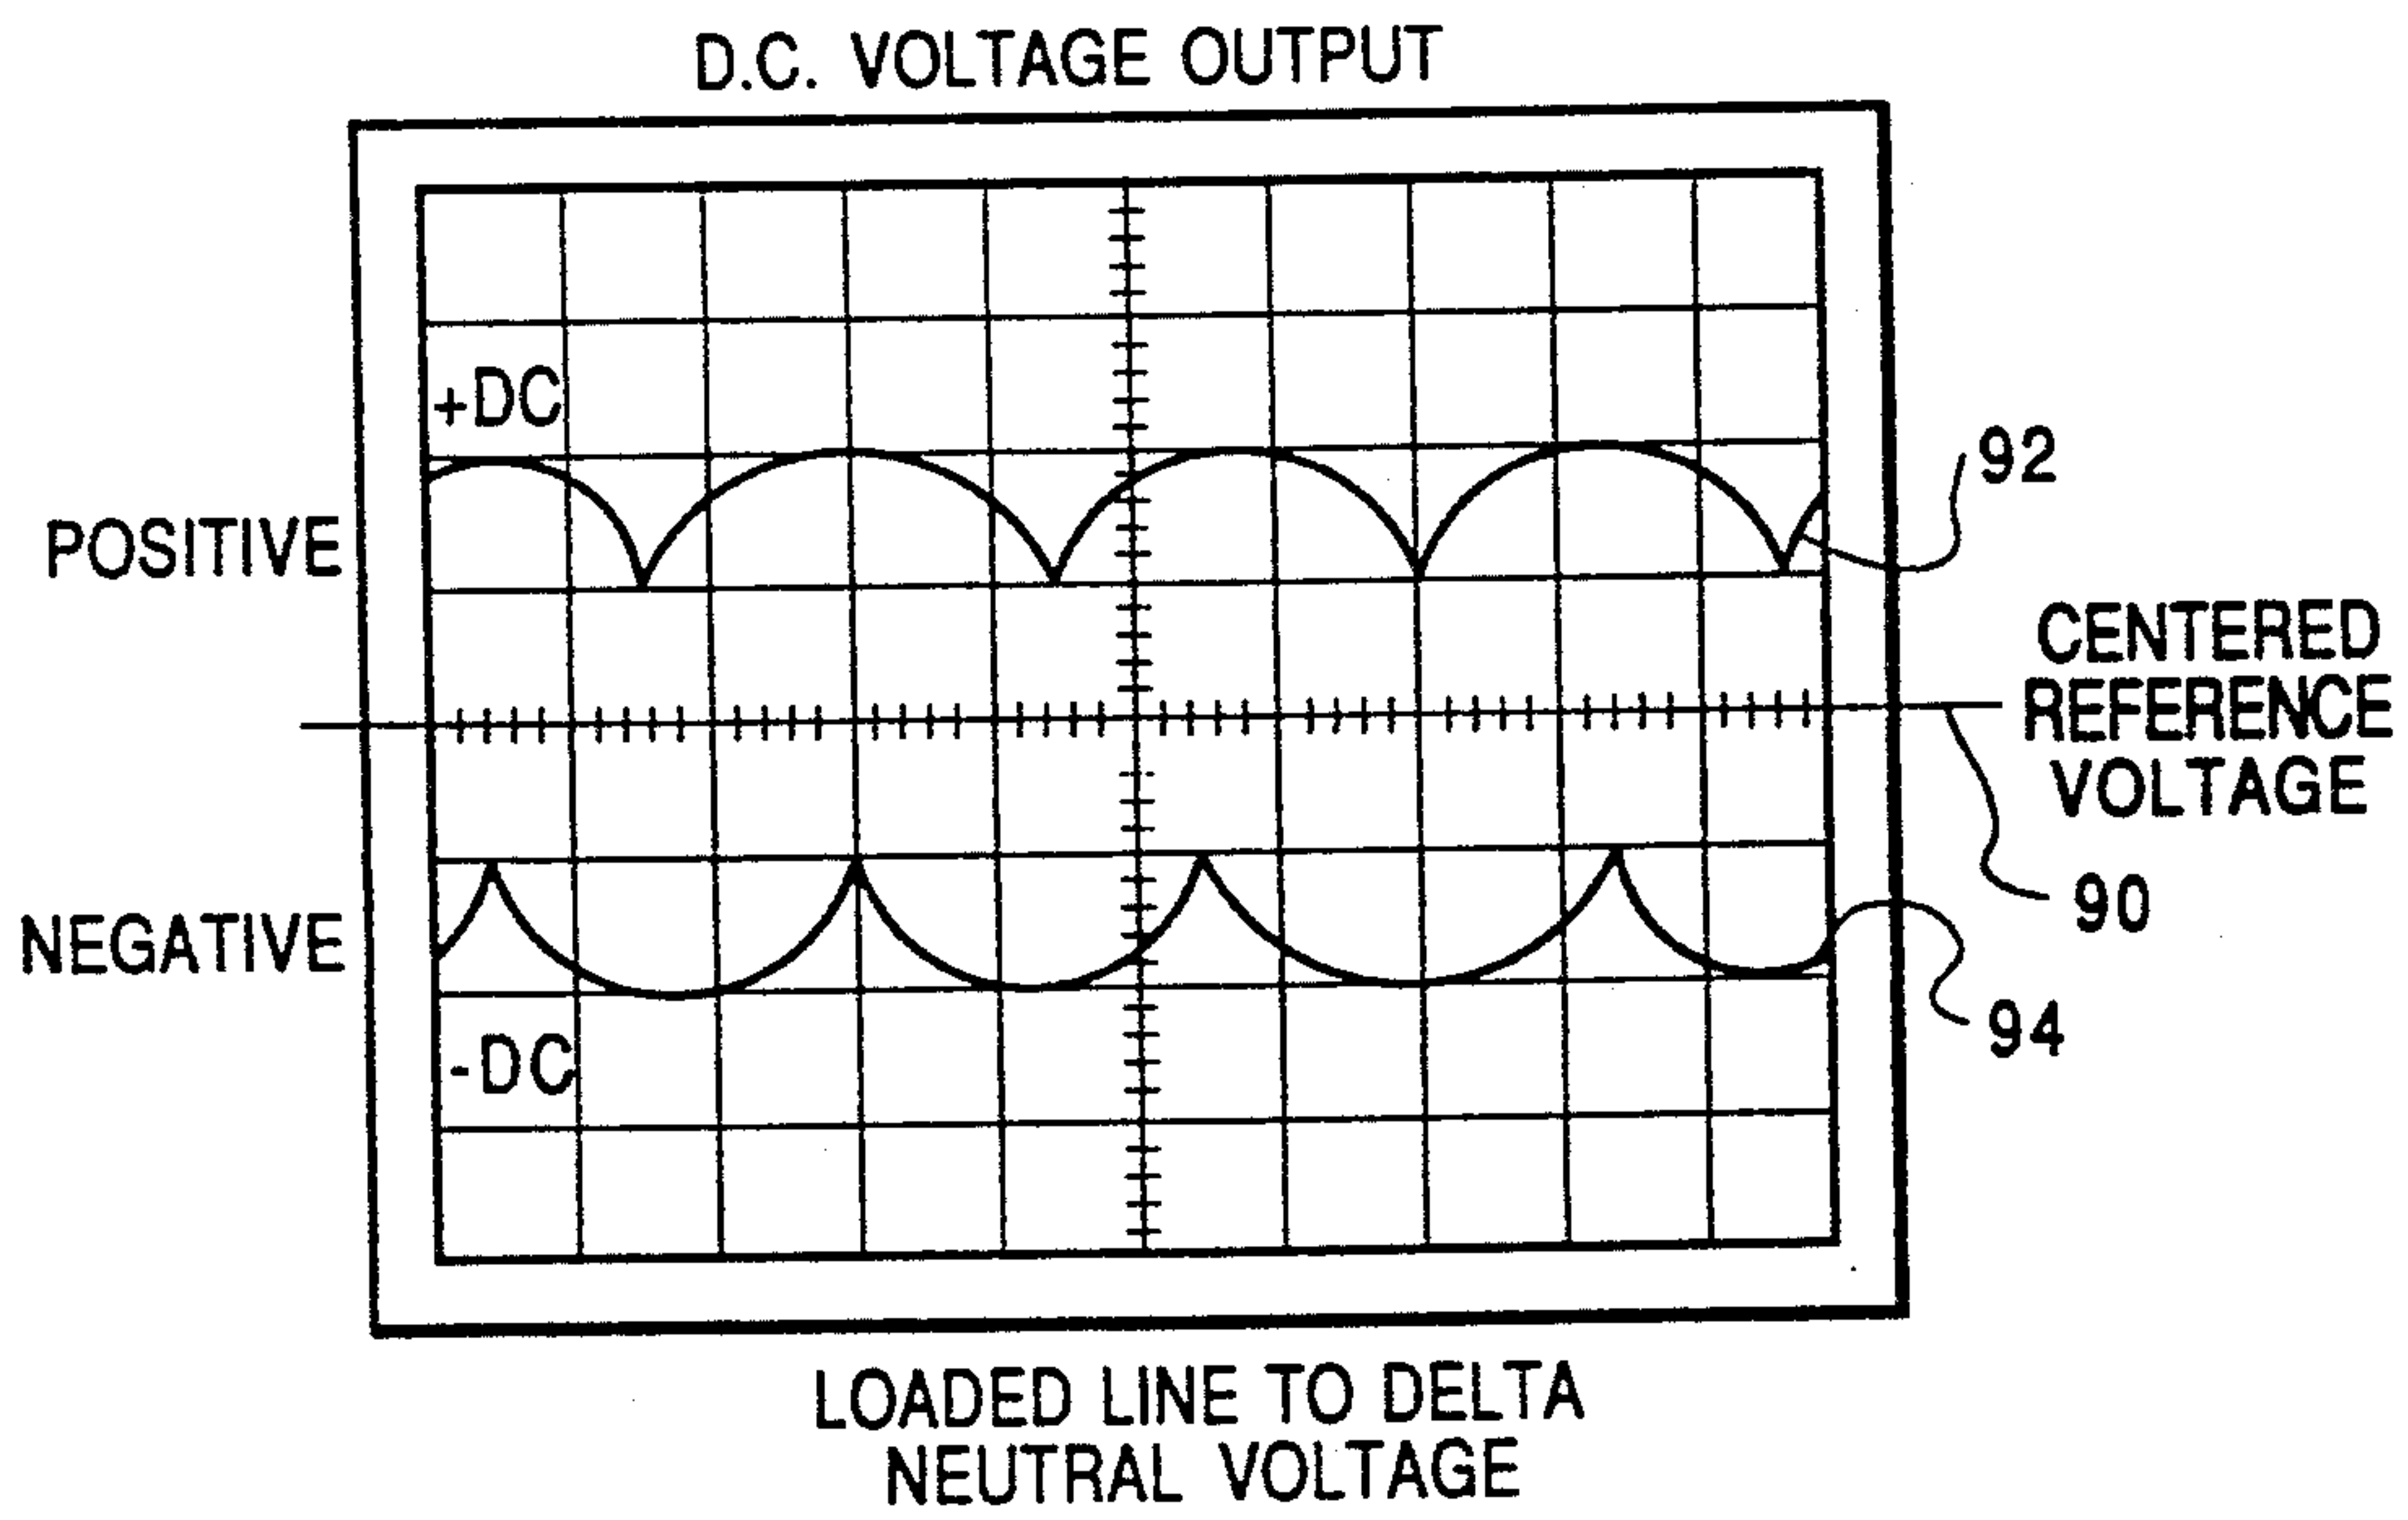 D.C. VOLTAGE OUTPUT
+DC
92
POSITIVE
CENTERED
REFERENCE
VOLTAGE
90
NEGATIVE
94
-DC
LOADED LINE TO DELTA
NEUTRAL VOLTAGE